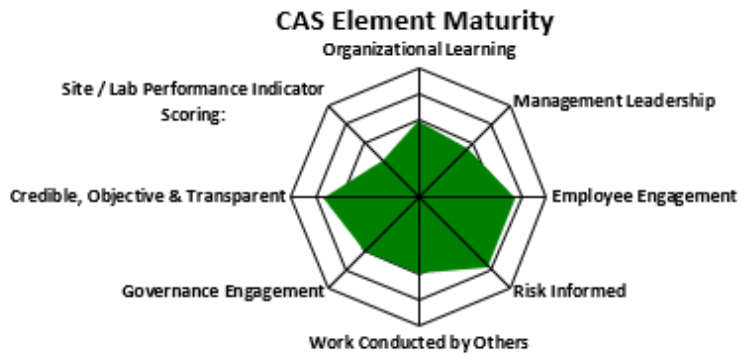 CAS Element Maturity
Organizational Learning
Site / Lab Performance Indicator
Scoring:
Management Leadership
Credible, Objective & Transparent
Employee Engagement
Governance Engagement
Risk Informed
Work Conducted by Others